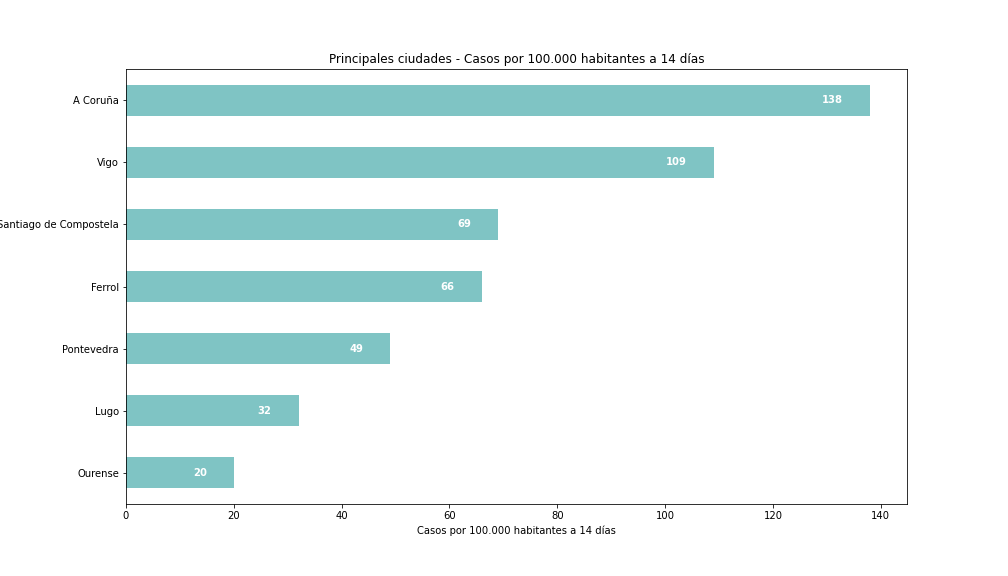 Principales ciudades - Casos por 100.000 habitantes a 14 días
A Coruña
138
Vigo
109
Santiago de Compostela
69
Ferrol
66
Pontevedra
49
Lugo
32
Ourense
20
0 20 40 60 80 100 120 140
Casos por 100.000 habitantes a 14 días